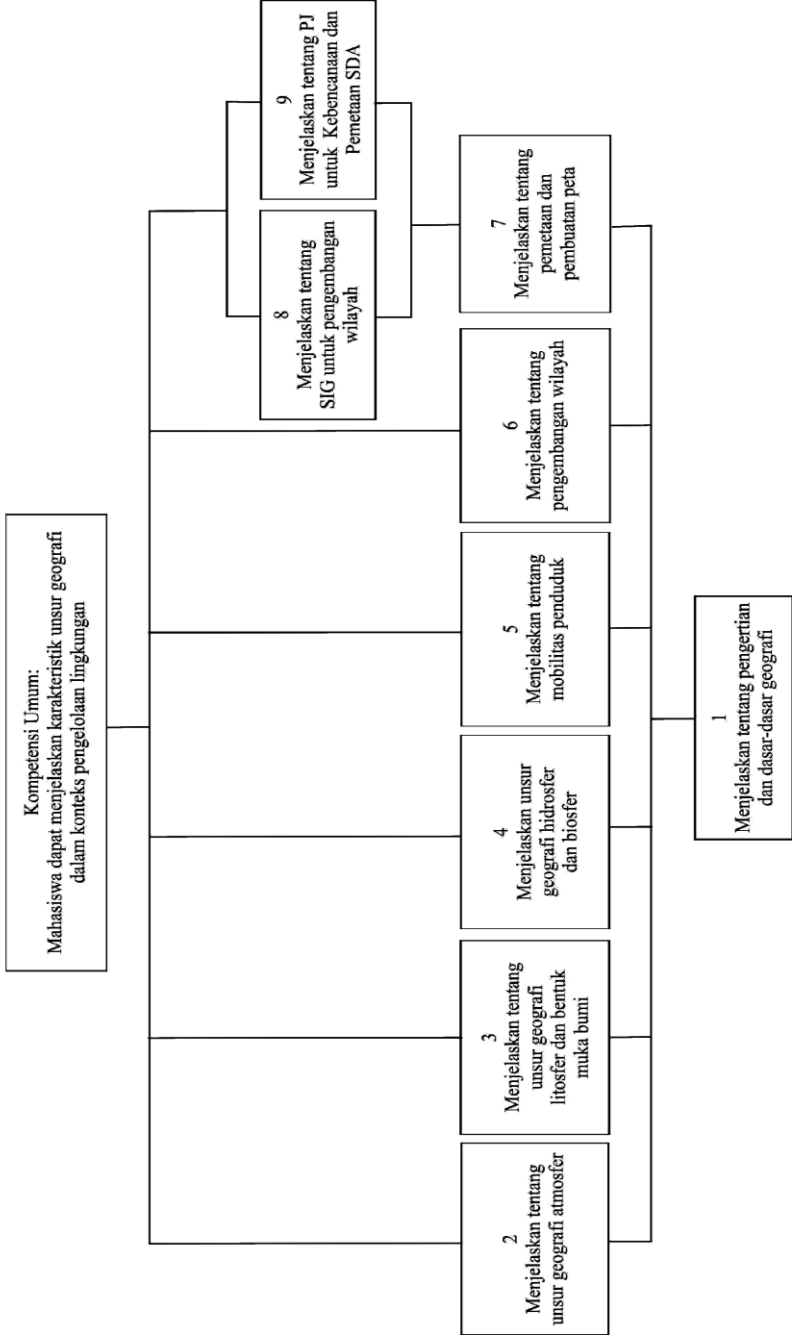 Kompetensi Umum:
Mahasiswa dapat menjelaskan karakteristik unsur geografi
dalam konteks pengelolaan lingkungan
8
Menjelaskan tentang
SIG untuk pengembangan
wilayah
9
Menjelaskan tentang PJ
untuk Kebencanaan dan
Pemetaan SDA
2
Menjelaskan tentang
unsur geografi atmosfer
3
Menjelaskan tentang
unsur geografi
litosfer dan bentuk
muka bumi
4
Menjelaskan unsur
geografi hidrosfer
dan biosfer
5
Menjelaskan tentang
mobilitas penduduk
6
Menjelaskan tentang
pengembangan wilayah
7
Menjelaskan tentang
pemetaan dan
pembuatan peta
1
Menjelaskan tentang pengertian
dan dasar-dasar geografi